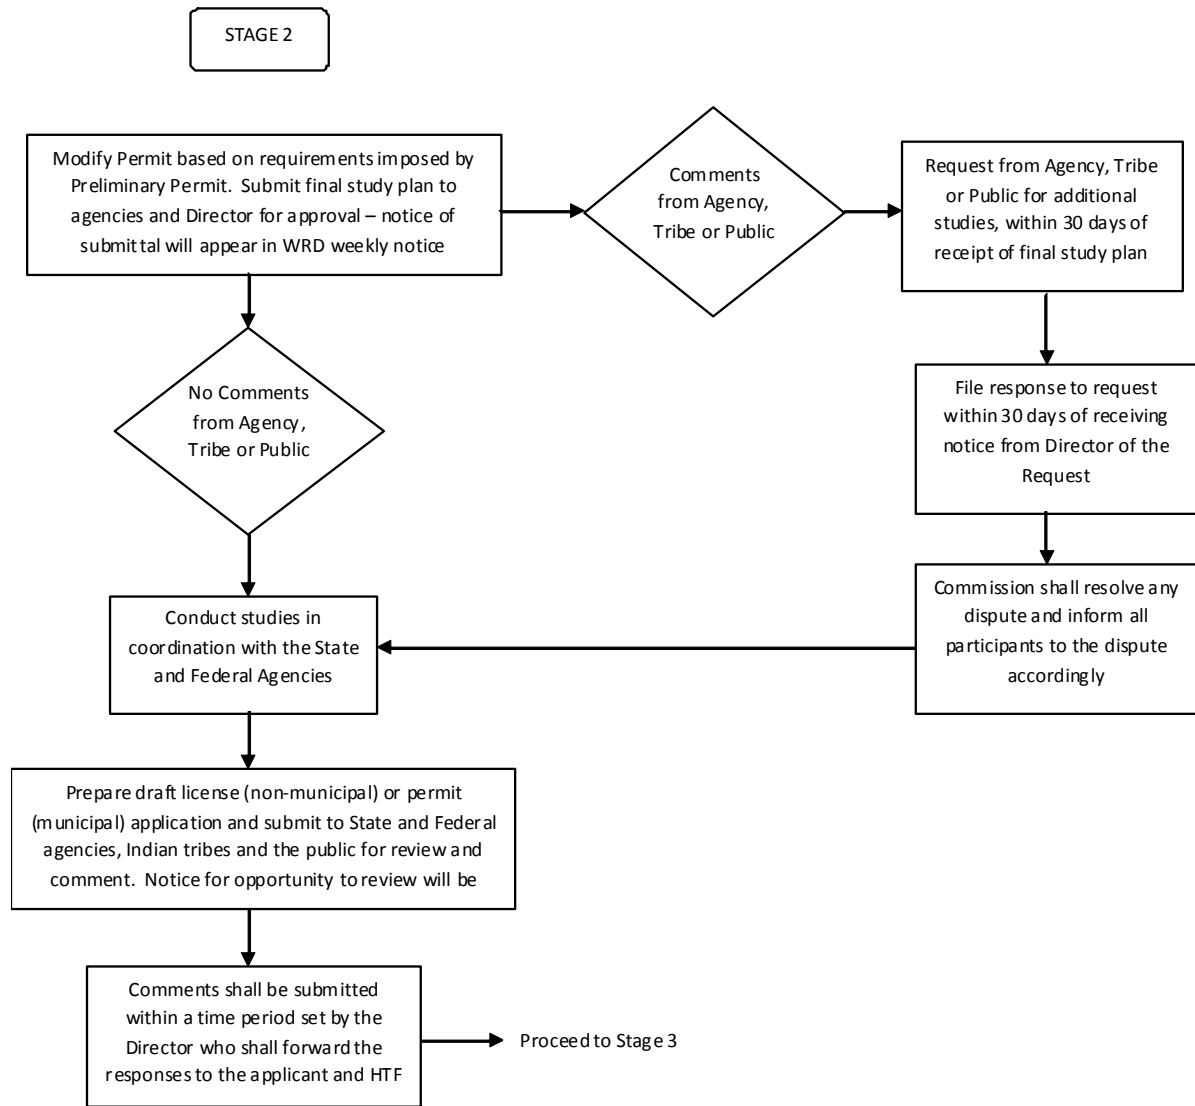 STAGE 2
Modify Permit based on requirements imposed by
Preliminary Permit.  Submit final study plan to
agencies and Director for approval – notice of
submittal will appear in WRD weekly notice
Comments
from Agency,
Tribe or Public
Request from Agency, Tribe
or Public for additional
studies, within 30 days of
receipt of final study plan
No Comments
from Agency,
Tribe or Public
File response to request
within 30 days of receiving
notice from Director of the
Request
Conduct studies in
coordination with the State
and Federal Agencies
Commission shall resolve any
dispute and inform all
participants to the dispute
accordingly
Prepare draft license (non-municipal) or permit
(municipal) application and submit to State and Federal
agencies, Indian tribes and the public for review and
comment.  Notice for opportunity to review will be
Comments shall be submitted
within a time period set by the
Director who shall forward the
responses to the applicant and HTF
Proceed to Stage 3